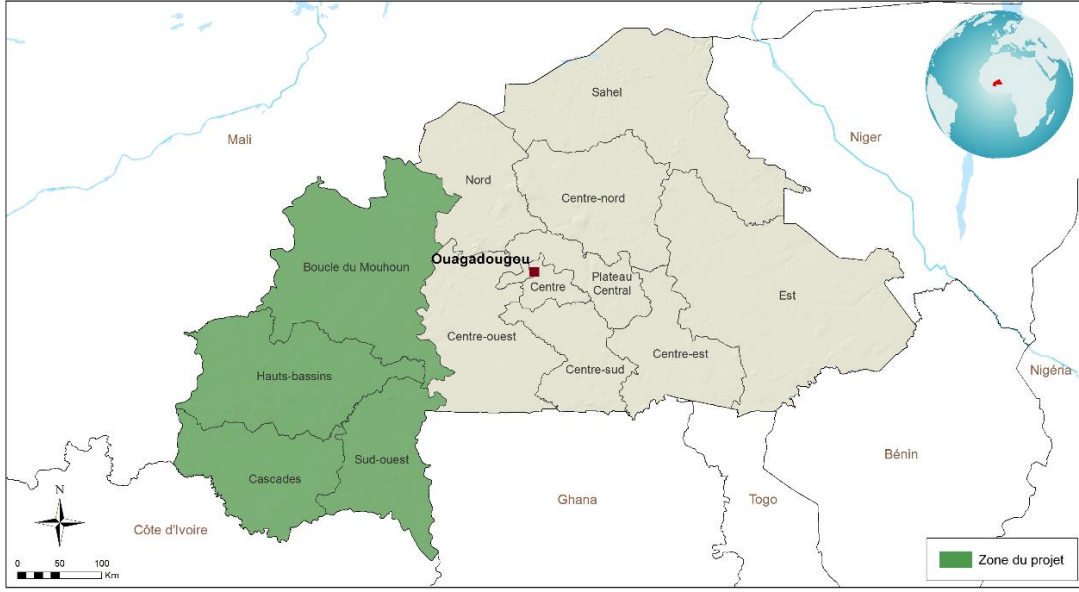 Sahel
Mali
Niger
Nord
Centre-nord
Ouagadougou
Boucle du Mouhoun
Plateau
Central
Centre
Est
Centre-ouest
Centre-est
Centre-sud
Hauts-bassins
Nigéria
Sud-ouest
Bénin
Cascades
N
Ghana
Togo
Côte d'Ivoire
Zone du projet
0 50 100
Km